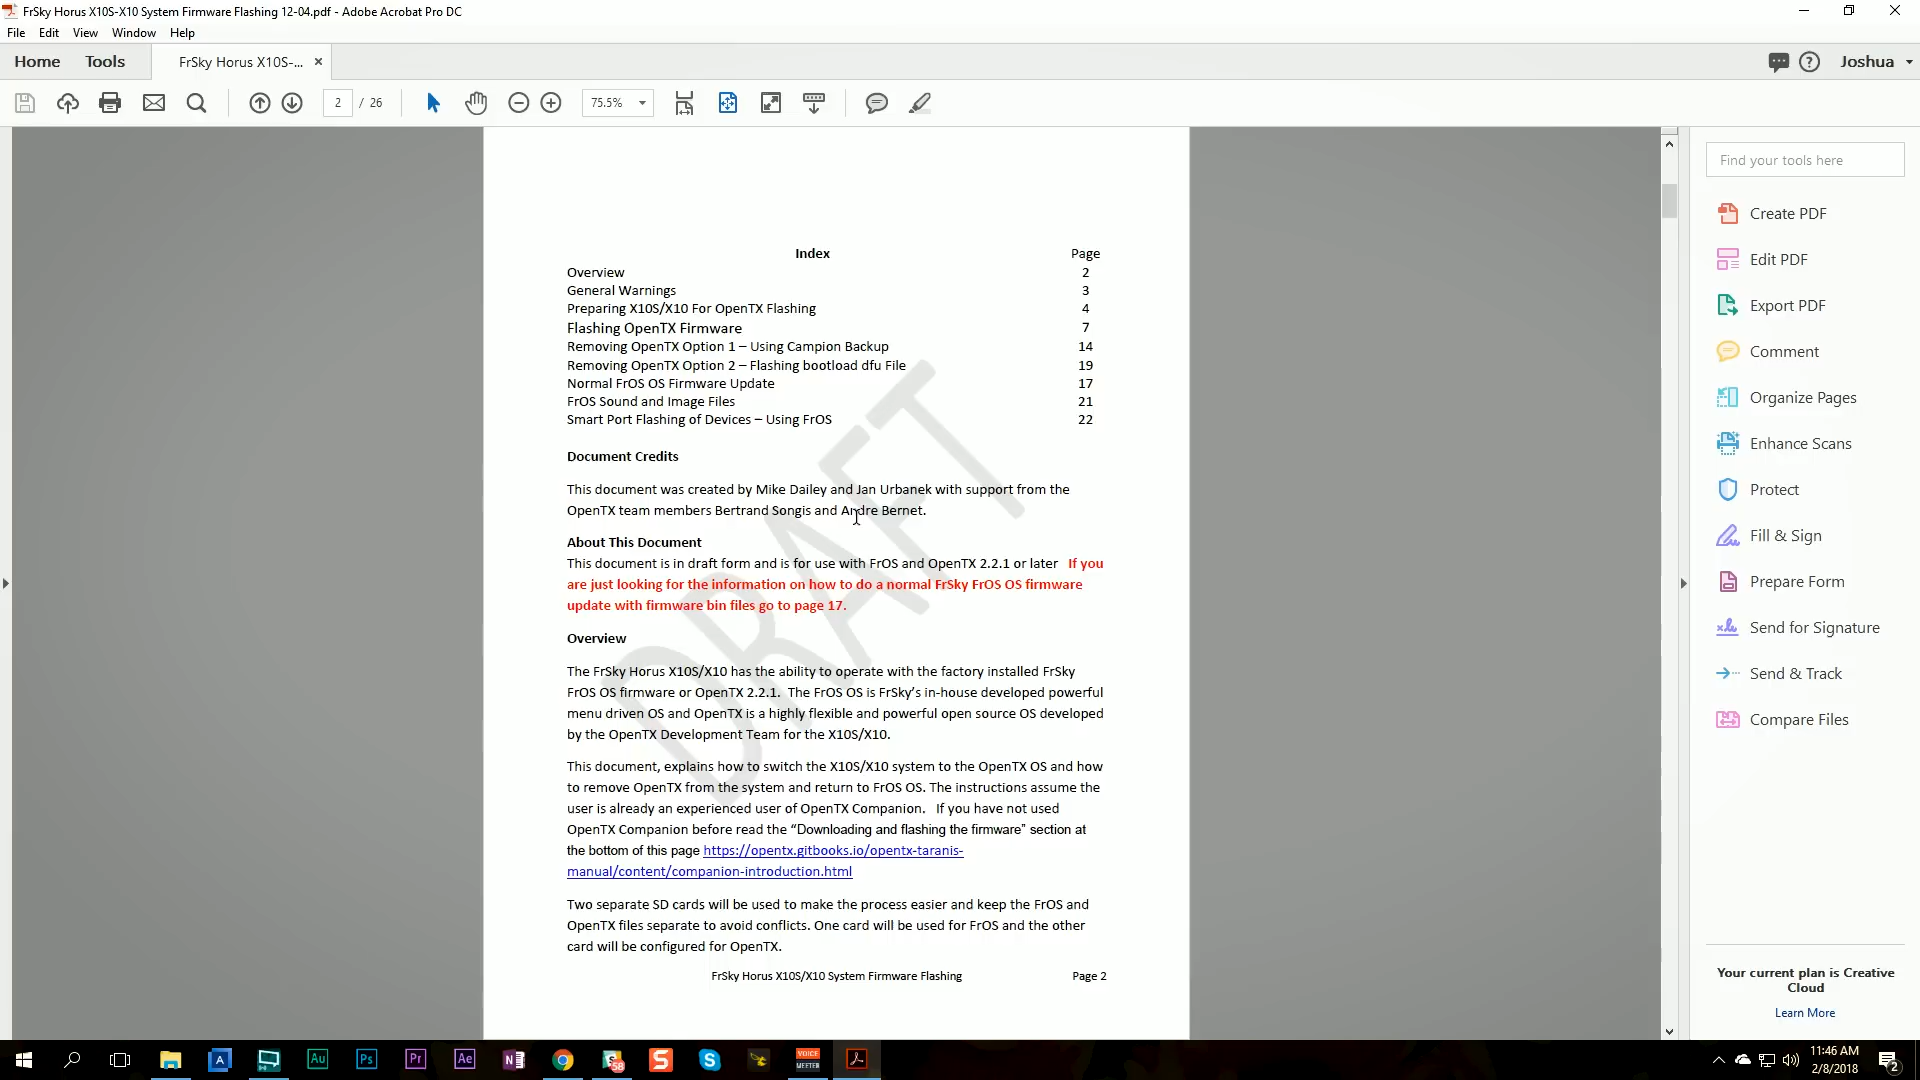 FrSky Horus X10S-X10 System Firmware Flashing 12-04.pdf - Adobe Acrobat Pro DC
File Edit View Window Help
Home Tools FrSky Horus X10S-... × Joshua
2 / 26 75.5%
Index Page
Overview 2
General Warnings 3
Preparing X10S/X10 For OpenTX Flashing 4
Flashing OpenTX Firmware 7
Removing OpenTX Option 1 – Using Campion Backup 14
Removing OpenTX Option 2 – Flashing bootload dfu File 19
Normal FrOS OS Firmware Update 17
FrOS Sound and Image Files 21
Smart Port Flashing of Devices – Using FrOS 22
Document Credits
This document was created by Mike Dailey and Jan Urbanek with support from the
OpenTX team members Bertrand Songis and Andre Bernet.
About This Document
This document is in draft form and is for use with FrOS and OpenTX 2.2.1 or later If you
are just looking for the information on how to do a normal FrSky FrOS OS firmware
update with firmware bin files go to page 17.
Overview
The FrSky Horus X10S/X10 has the ability to operate with the factory installed FrSky
FrOS OS firmware or OpenTX 2.2.1. The FrOS OS is FrSky's in-house developed powerful
menu driven OS and OpenTX is a highly flexible and powerful open source OS developed
by the OpenTX Development Team for the X10S/X10.
This document, explains how to switch the X10S/X10 system to the OpenTX OS and how
to remove OpenTX from the system and return to FrOS OS. The instructions assume the
user is already an experienced user of OpenTX Companion. If you have not used
OpenTX Companion before read the “Downloading and flashing the firmware” section at
the bottom of this page https://opentx.gitbooks.io/opentx-taranis-
manual/content/companion-introduction.html
Two separate SD cards will be used to make the process easier and keep the FrOS and
OpenTX files separate to avoid conflicts. One card will be used for FrOS and the other
card will be configured for OpenTX.
FrSky Horus X10S/X10 System Firmware Flashing Page 2
DRAFT
Find your tools here
Create PDF
Edit PDF
Export PDF
Comment
Organize Pages
Enhance Scans
Protect
Fill & Sign
Prepare Form
Send for Signature
Send & Track
Compare Files
Your current plan is Creative
Cloud
Learn More
A Au Ps Pr Ae N S 58 S S VOICE MEETER
11:46 AM
2/8/2018
2